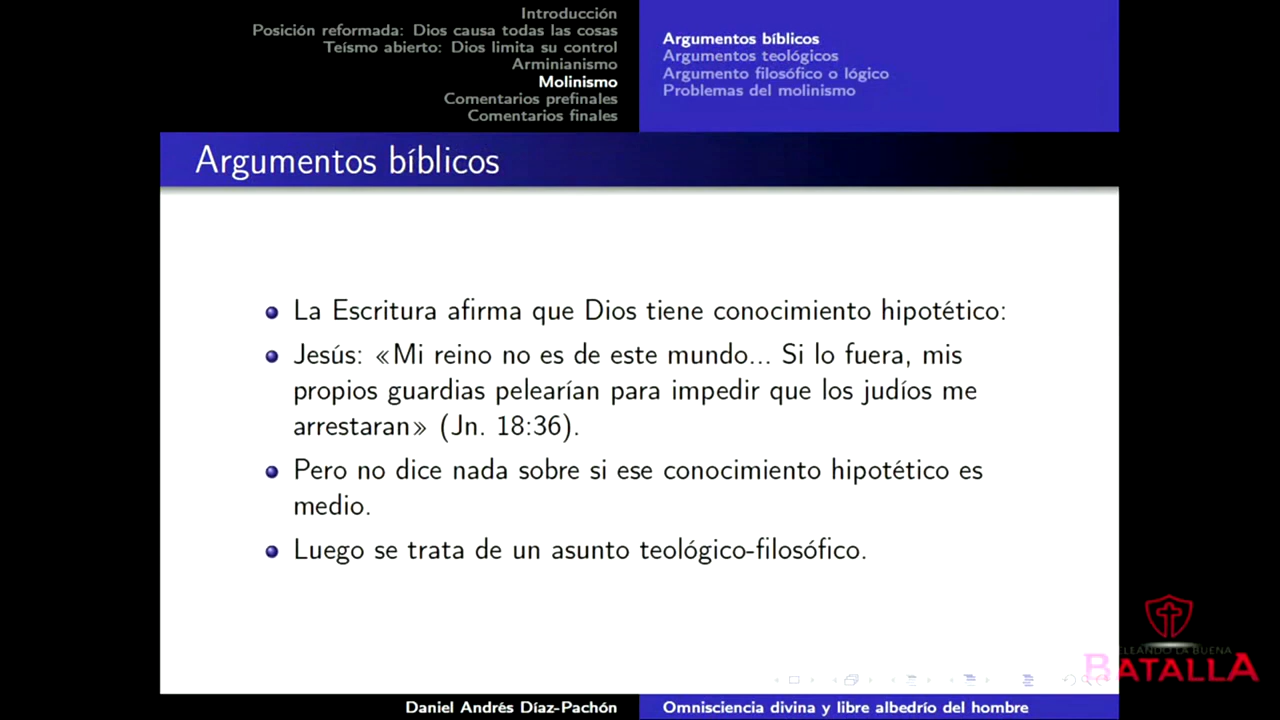 Introducción
Posición reformada: Dios causa todas las cosas
Teísmo abierto: Dios limita su control
Arminianismo
Molinismo
Comentarios prefinales
Comentarios finales
Argumentos bíblicos
Argumentos teológicos
Argumento filosófico o lógico
Problemas del molinismo
Argumentos bíblicos
La Escritura afirma que Dios tiene conocimiento hipotético:
Jesús: «Mi reino no es de este mundo... Si lo fuera, mis
propios guardias pelearían para impedir que los judíos me
arrestaran» (Jn. 18:36).
Pero no dice nada sobre si ese conocimiento hipotético es
medio.
Luego se trata de un asunto teológico-filosófico.
LA BUENA
BATALLA
Daniel Andrés Díaz-Pachón
Omnisciencia divina y libre albedrío del hombre